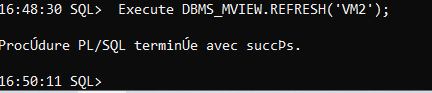 16:48:30 SQL>  Execute DBMS_MVIEW.REFRESH('VM2');
ProcÚdure PL/SQL terminÚe avec succÞs.
16:50:11 SQL>